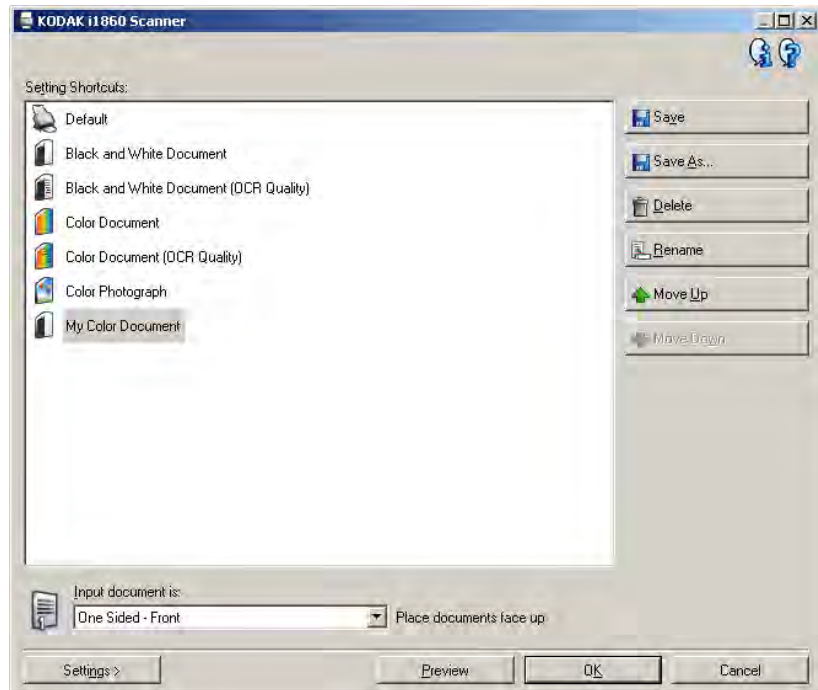 KODAK i1860 Scanner
Setting Shortcuts:
Default
Black and White Document
Black and White Document (OCR Quality)
Color Document
Color Document (OCR Quality)
Color Photograph
My Color Document
Save
Save As...
Delete
Rename
Move Up
Move Down
Input document is:
One Sided - Front
Place documents face up
Settings >
Preview
OK
Cancel